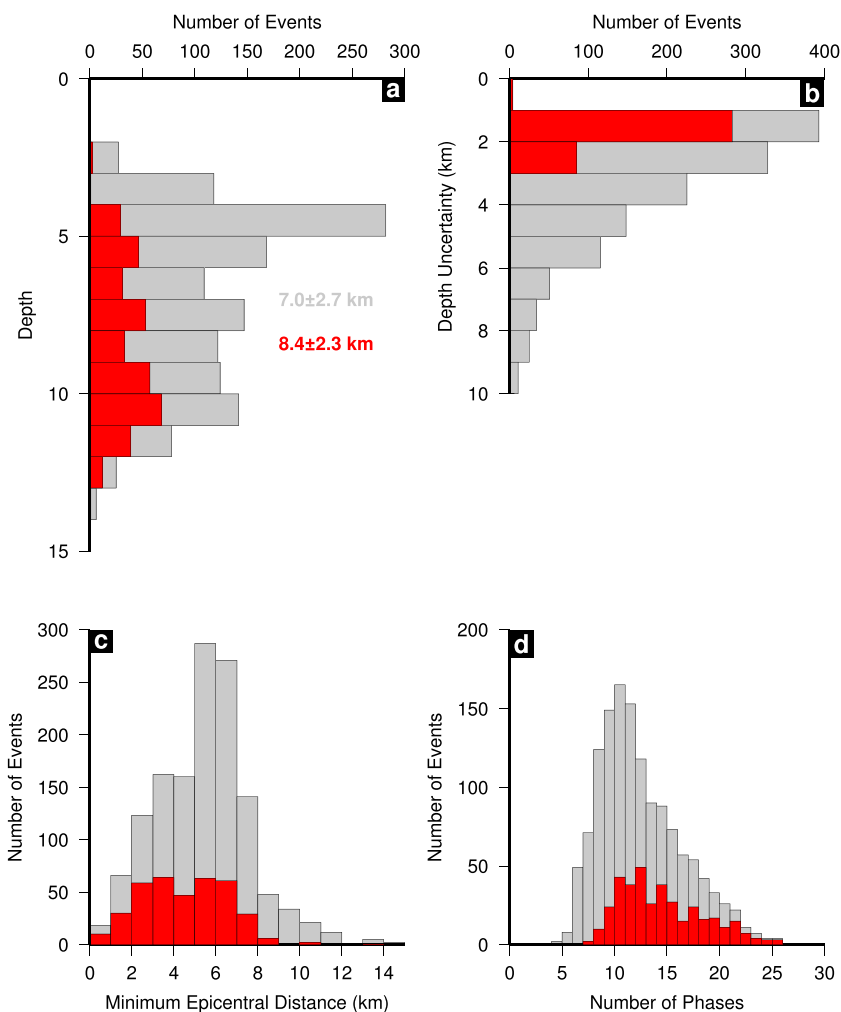 Number of Events
0 50 100 150 200 250 300
a
0
5
10
15
Depth
7.0±2.7 km
8.4±2.3 km
Number of Events
0 100 200 300 400
b
0
2
4
6
8
10
Depth Uncertainty (km)
c
300
250
200
150
100
50
0
Number of Events
0 2 4 6 8 10 12 14
Minimum Epicentral Distance (km)
d
200
150
100
50
0
Number of Events
0 5 10 15 20 25 30
Number of Phases